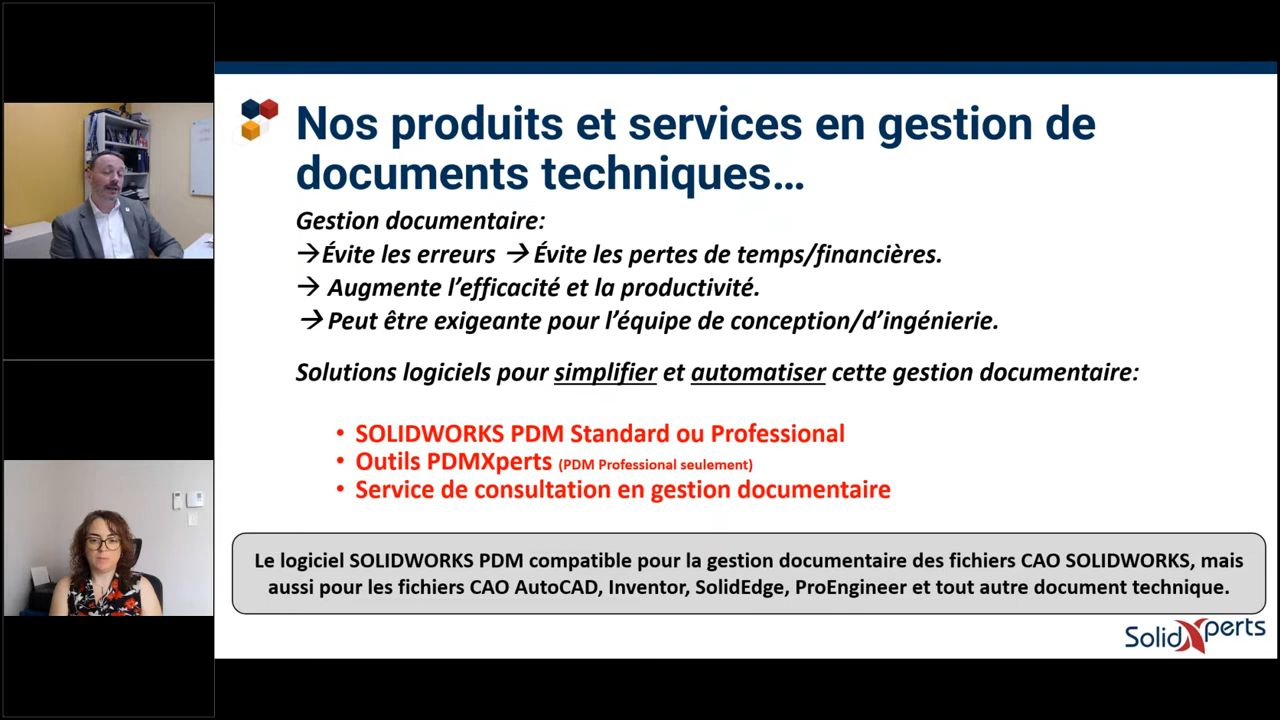 Nos produits et services en gestion de
documents techniques...
Gestion documentaire:
→Évite les erreurs → Évite les pertes de temps/financières.
→ Augmente l’efficacité et la productivité.
→ Peut être exigeante pour l’équipe de conception/d’ingénierie.
Solutions logiciels pour simplifier et automatiser cette gestion documentaire:
• SOLIDWORKS PDM Standard ou Professional
• Outils PDMXperts (PDM Professional seulement)
• Service de consultation en gestion documentaire
Le logiciel SOLIDWORKS PDM compatible pour la gestion documentaire des fichiers CAO SOLIDWORKS, mais
aussi pour les fichiers CAO AutoCAD, Inventor, SolidEdge, ProEngineer et tout autre document technique.
SolidXperts